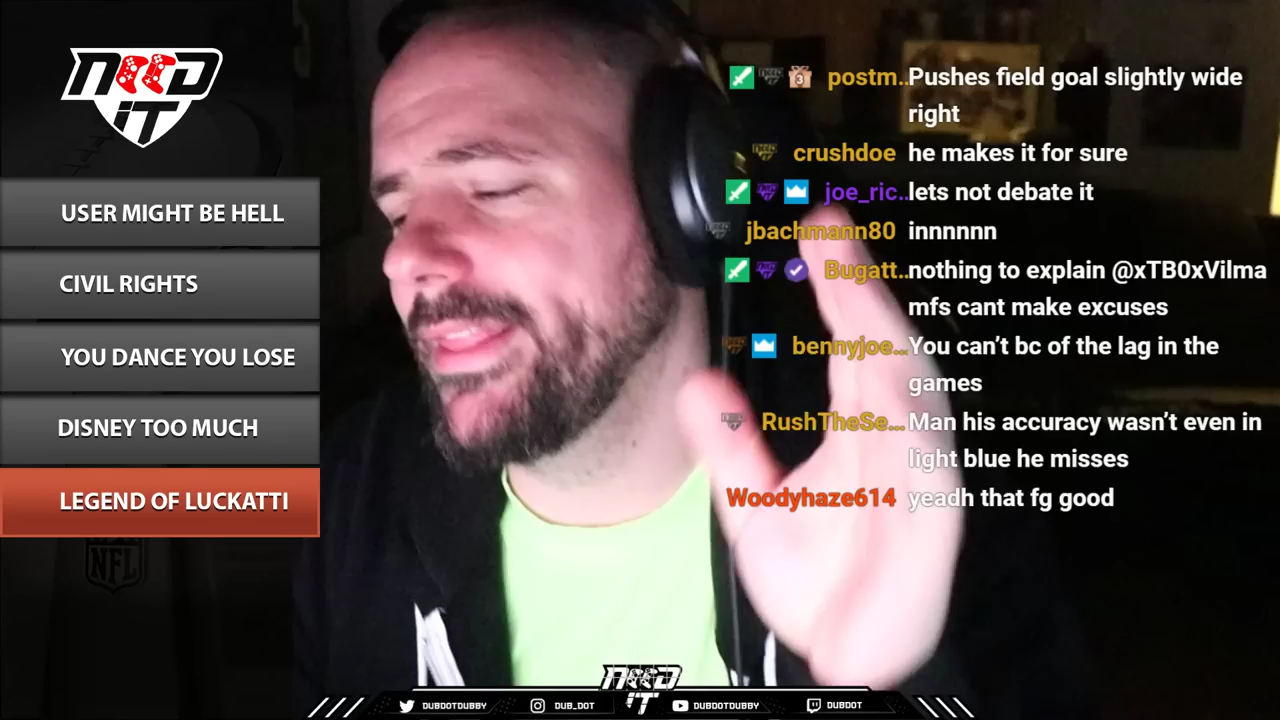 NEED
IT
USER MIGHT BE HELL
CIVIL RIGHTS
YOU DANCE YOU LOSE
DISNEY TOO MUCH
LEGEND OF LUCKATTI
NFL
postm.. Pushes field goal slightly wide
right
crushdoe he makes it for sure
joe_ric.. lets not debate it
jbachmann80 innnnnn
Bugatt.. nothing to explain @xTB0xVilma
mfs cant make excuses
bennyjoe... You can't bc of the lag in the
games
RushTheSe... Man his accuracy wasn't even in
light blue he misses
Woodyhaze614 yeadh that fg good
NEED
IT
DUBDOTDUBBY DUB_DOT DUBDOTDUBBY DUBDOT